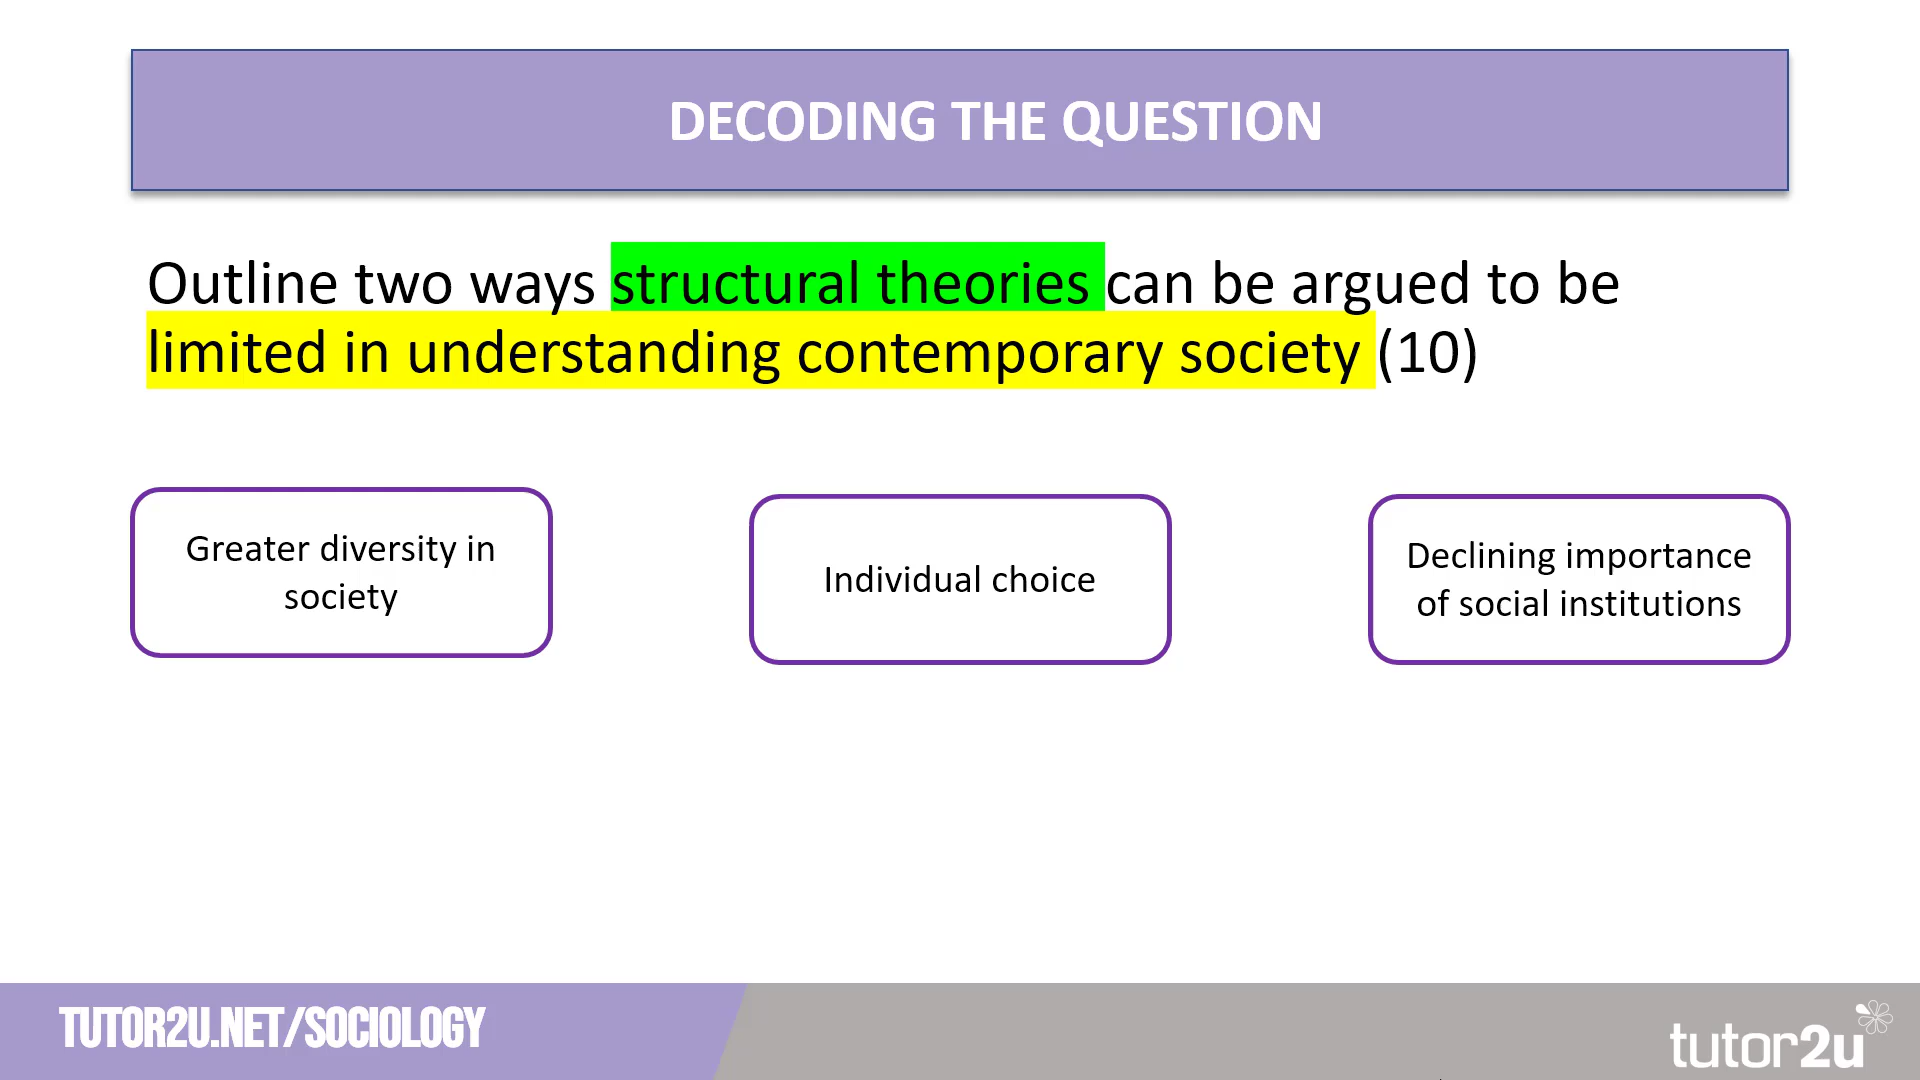 DECODING THE QUESTION
Outline two ways structural theories can be argued to be
limited in understanding contemporary society (10)
Greater diversity in
society
Individual choice
Declining importance
of social institutions
TUTOR2U.NET/SOCIOLOGY
tutor2u